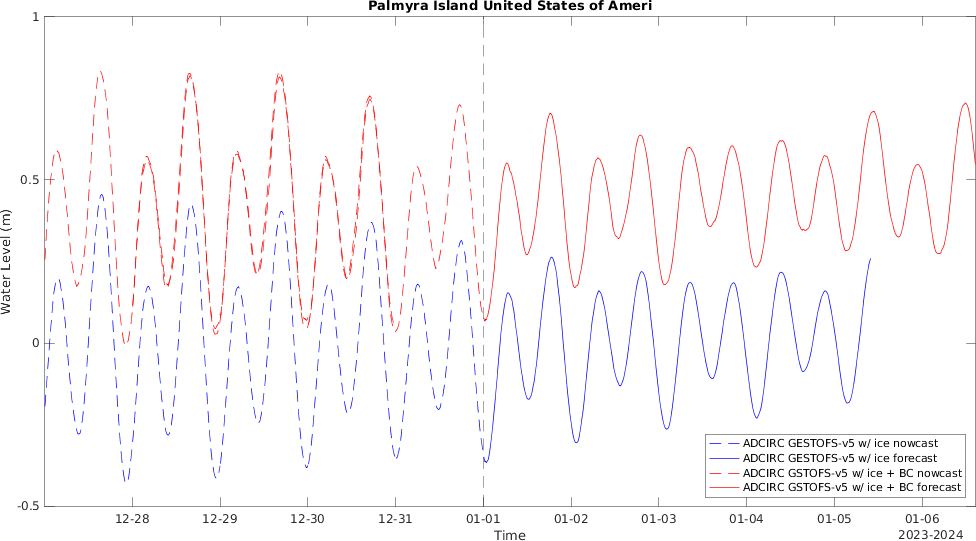 Palmyra Island United States of Ameri
1
0.5
0
-0.5
Water Level (m)
12-28
12-29
12-30
12-31
01-01
01-02
01-03
01-04
01-05
01-06
Time
2023-2024
ADCIRC GESTOFS-v5 w/ ice nowcast
ADCIRC GESTOFS-v5 w/ ice forecast
ADCIRC GSTOFS-v5 w/ ice + BC nowcast
ADCIRC GSTOFS-v5 w/ ice + BC forecast